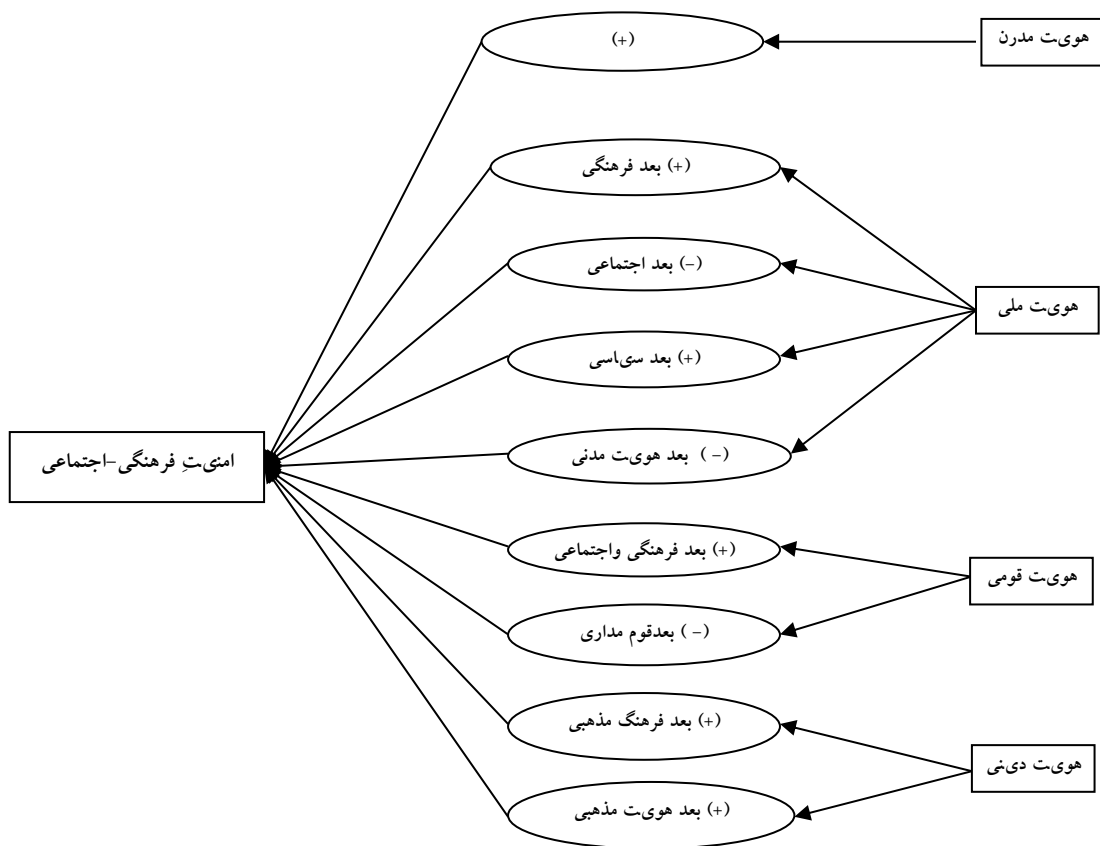 هویت مدرن
(+)
(+) بعد فرهنگی
(-) بعد اجتماعی
هویت ملی
(+) بعد سیاسی
(- ) بعد هویت مدنی
امنیتِ فرهنگی-اجتماعی
(+) بعد فرهنگی واجتماعی
هویت قومی
(- ) بعدقوم مداری
(+) بعد فرهنگ مذهبی
هویت دینی
(+) بعد هویت مذهبی